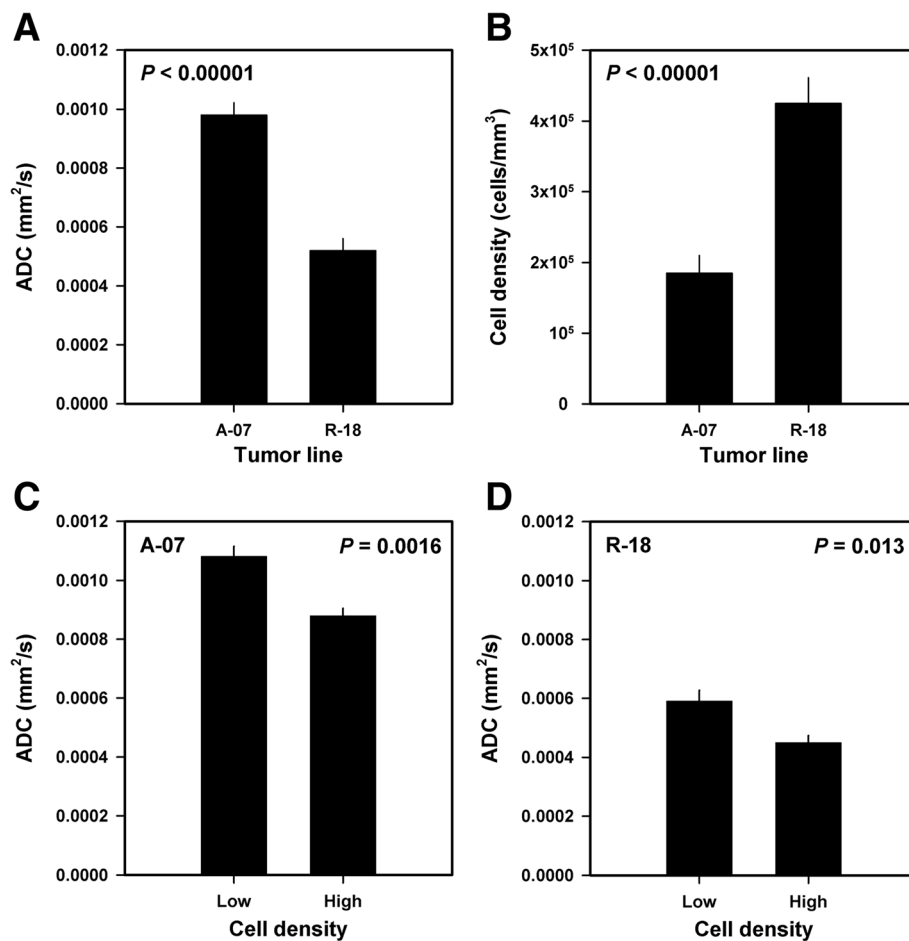 A
P < 0.00001
0.0012
0.0010
0.0008
0.0006
0.0004
0.0002
0.0000
ADC (mm²/s)
A-07 R-18
Tumor line
B
P < 0.00001
5x10⁵
4x10⁵
3x10⁵
2x10⁵
10⁵
0
Cell density (cells/mm³)
A-07 R-18
Tumor line
C
A-07 P = 0.0016
0.0012
0.0010
0.0008
0.0006
0.0004
0.0002
0.0000
ADC (mm²/s)
Low High
Cell density
D
R-18 P = 0.013
0.0012
0.0010
0.0008
0.0006
0.0004
0.0002
0.0000
ADC (mm²/s)
Low High
Cell density